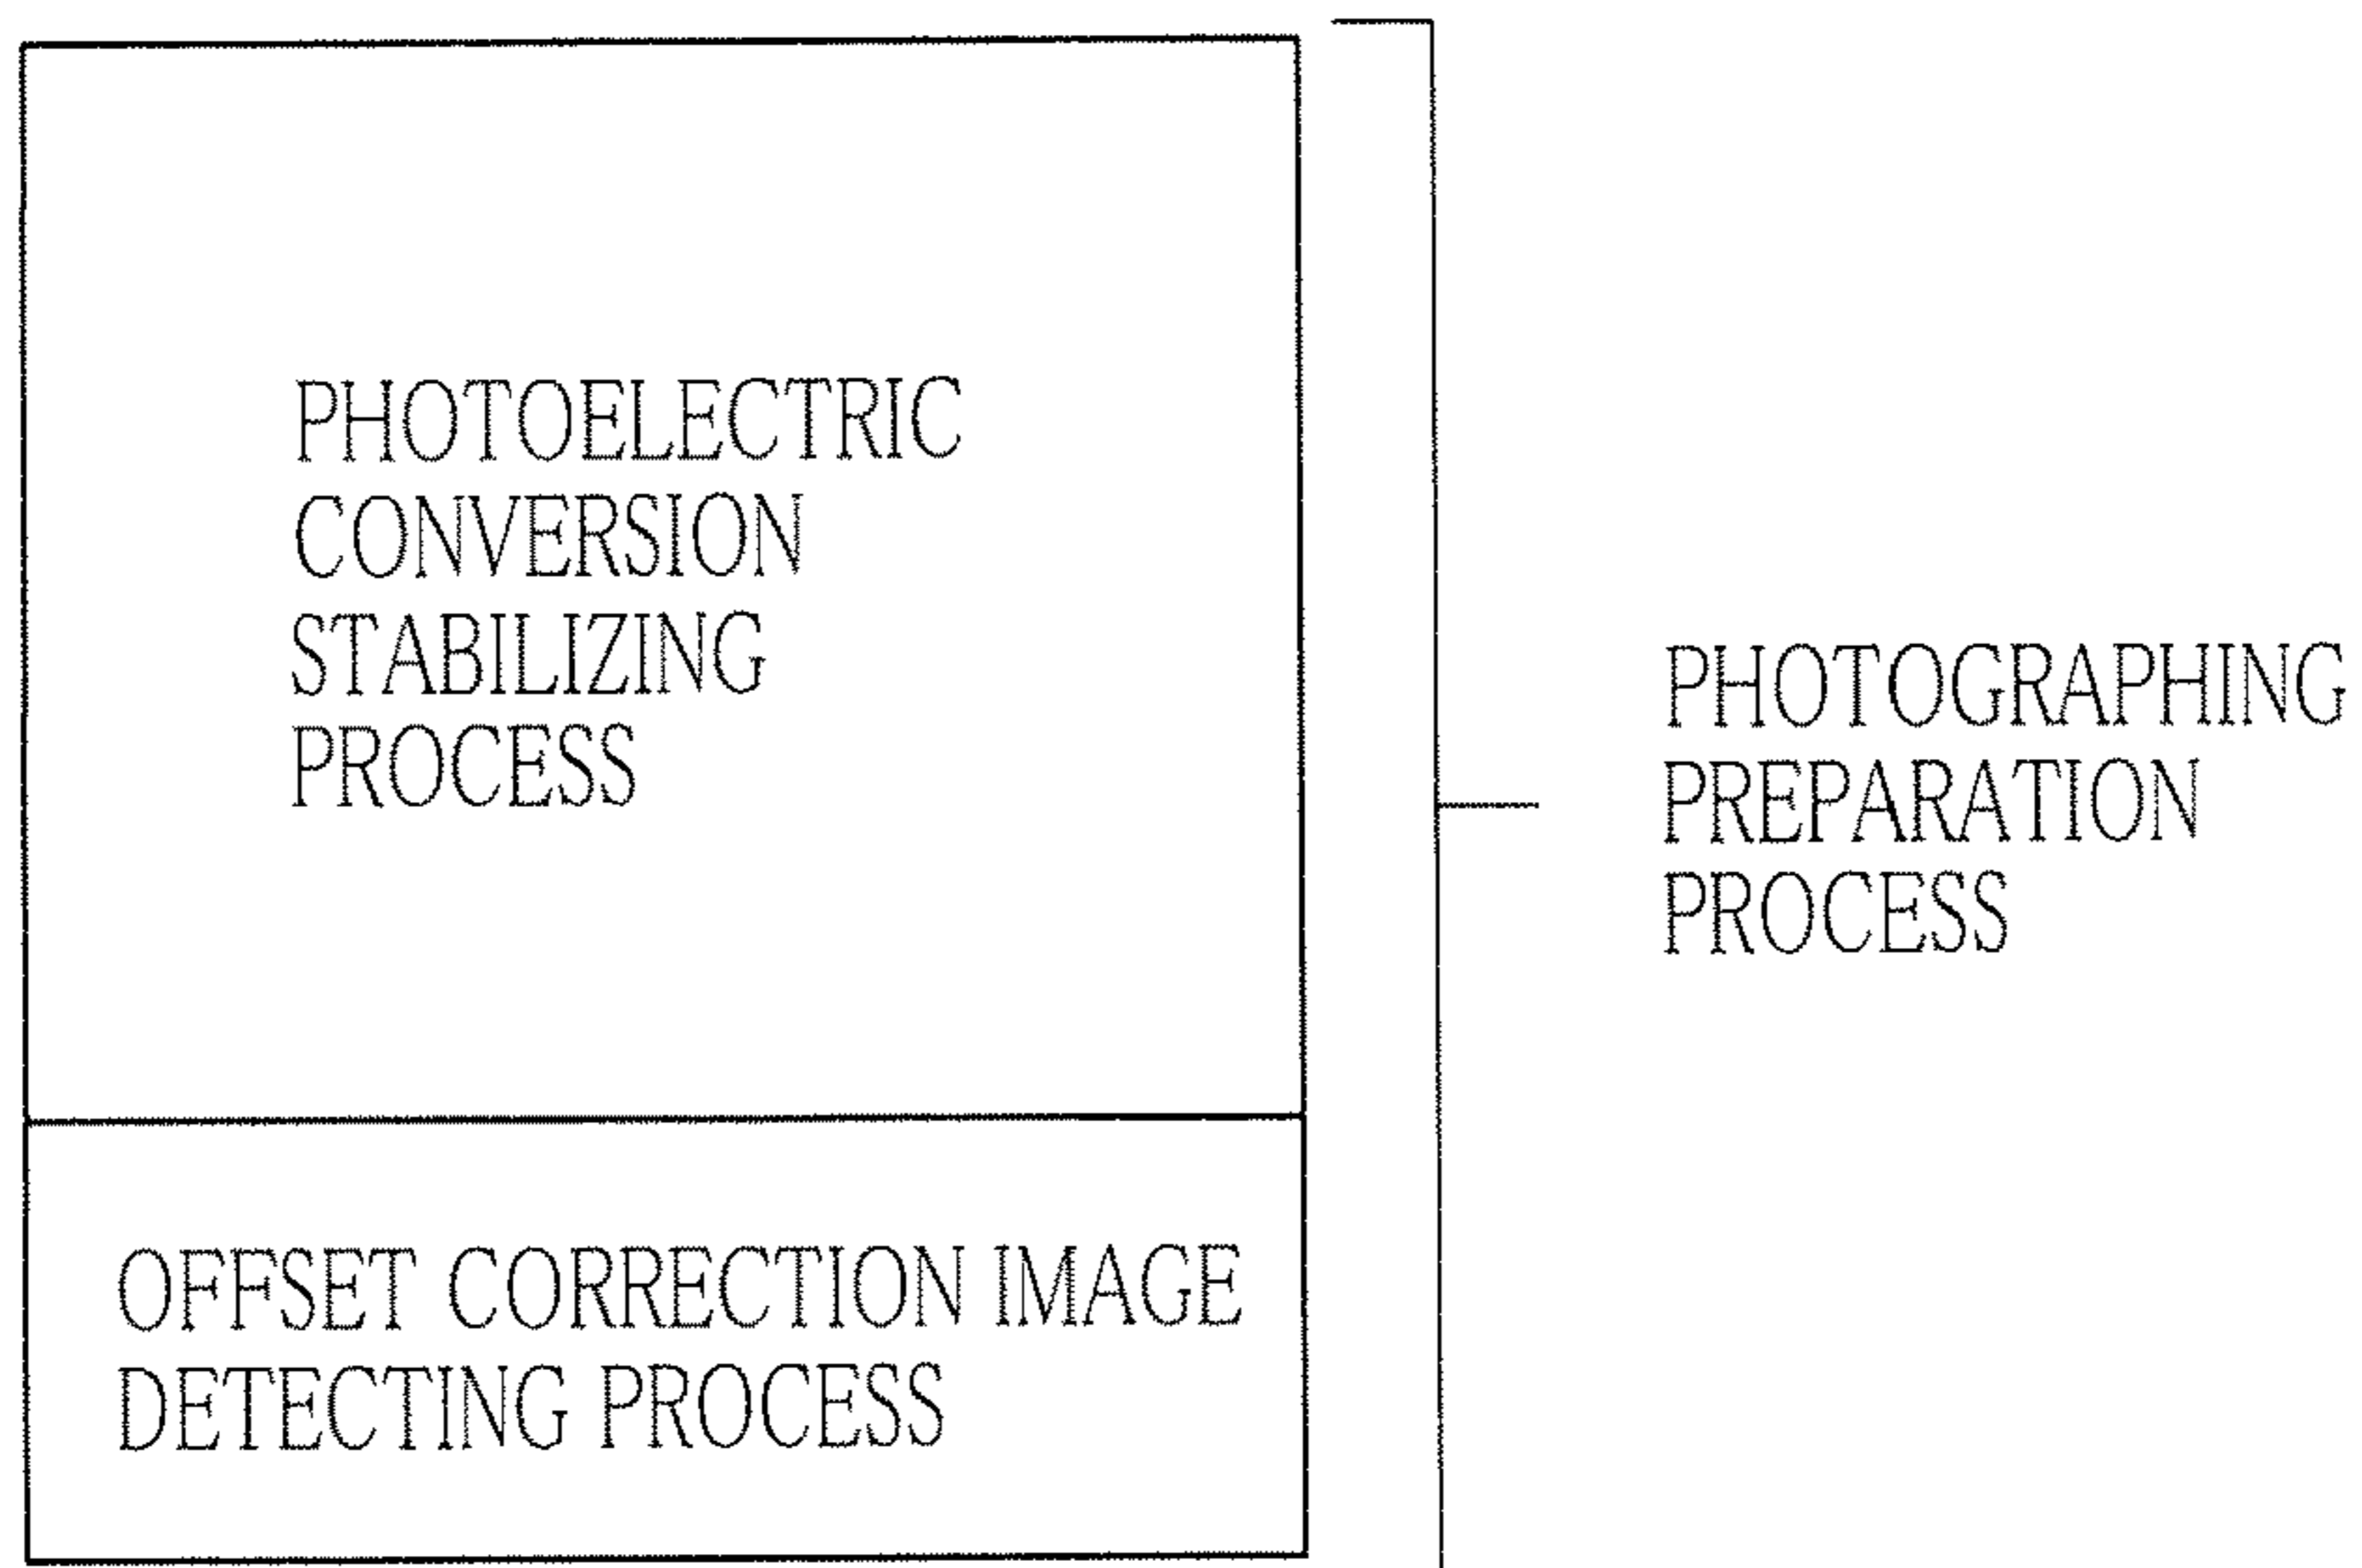 PHOTOELECTRIC
CONVERSION
STABILIZING
PROCESS
PHOTOGRAPHING
PREPARATION
PROCESS
OFFSET CORRECTION IMAGE
DETECTING PROCESS